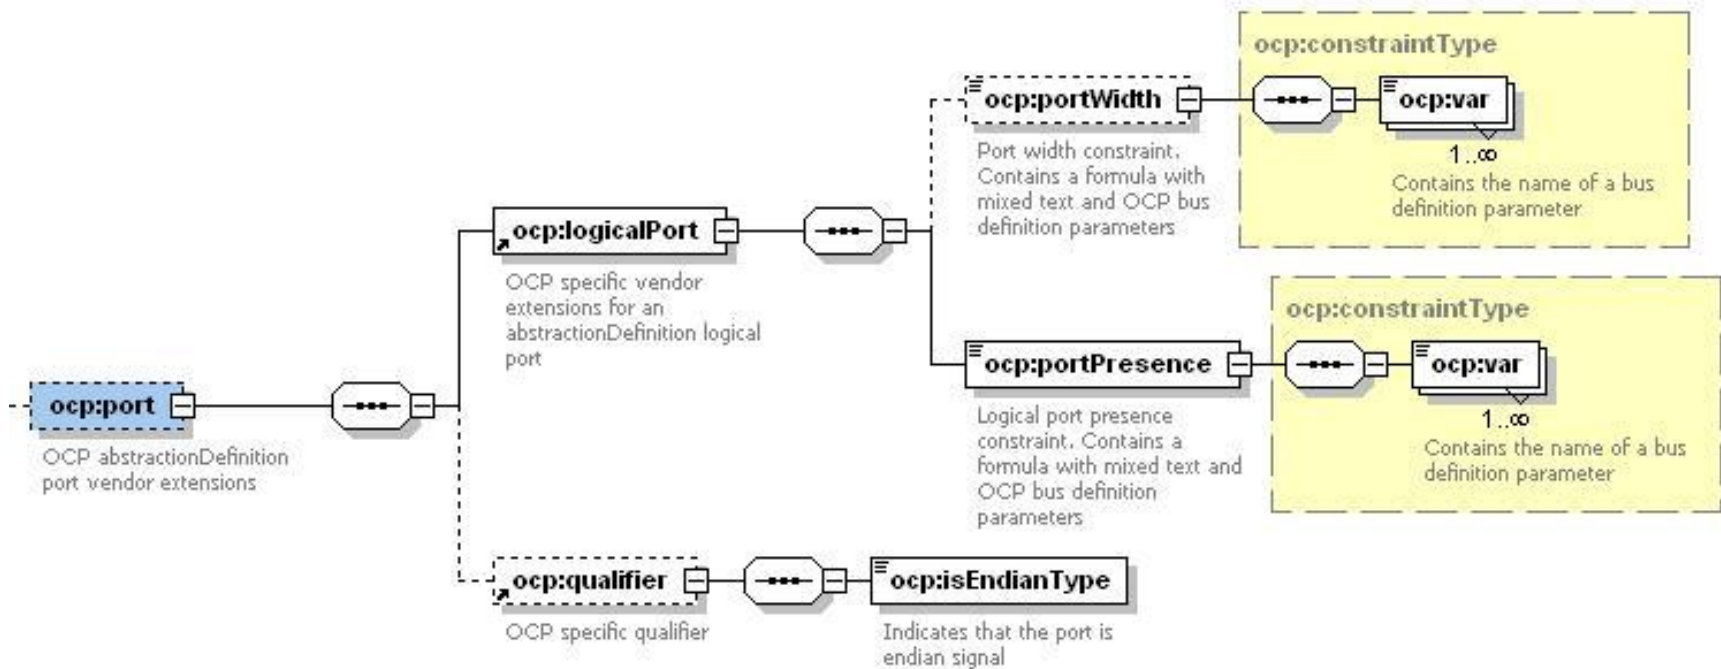 ocp:constraintType
ocp:portWidth
ocp:var
1..∞
Port width constraint.
Contains a formula with
mixed text and OCP bus
definition parameters
Contains the name of a bus
definition parameter
ocp:logicalPort
OCP specific vendor
extensions for an
abstractionDefinition logical
port
ocp:constraintType
ocp:portPresence
ocp:var
1..∞
Logical port presence
constraint. Contains a
formula with mixed text and
OCP bus definition
parameters
Contains the name of a bus
definition parameter
ocp:port
OCP abstractionDefinition
port vendor extensions
ocp:qualifier
OCP specific qualifier
ocp:isEndianType
Indicates that the port is
endian signal